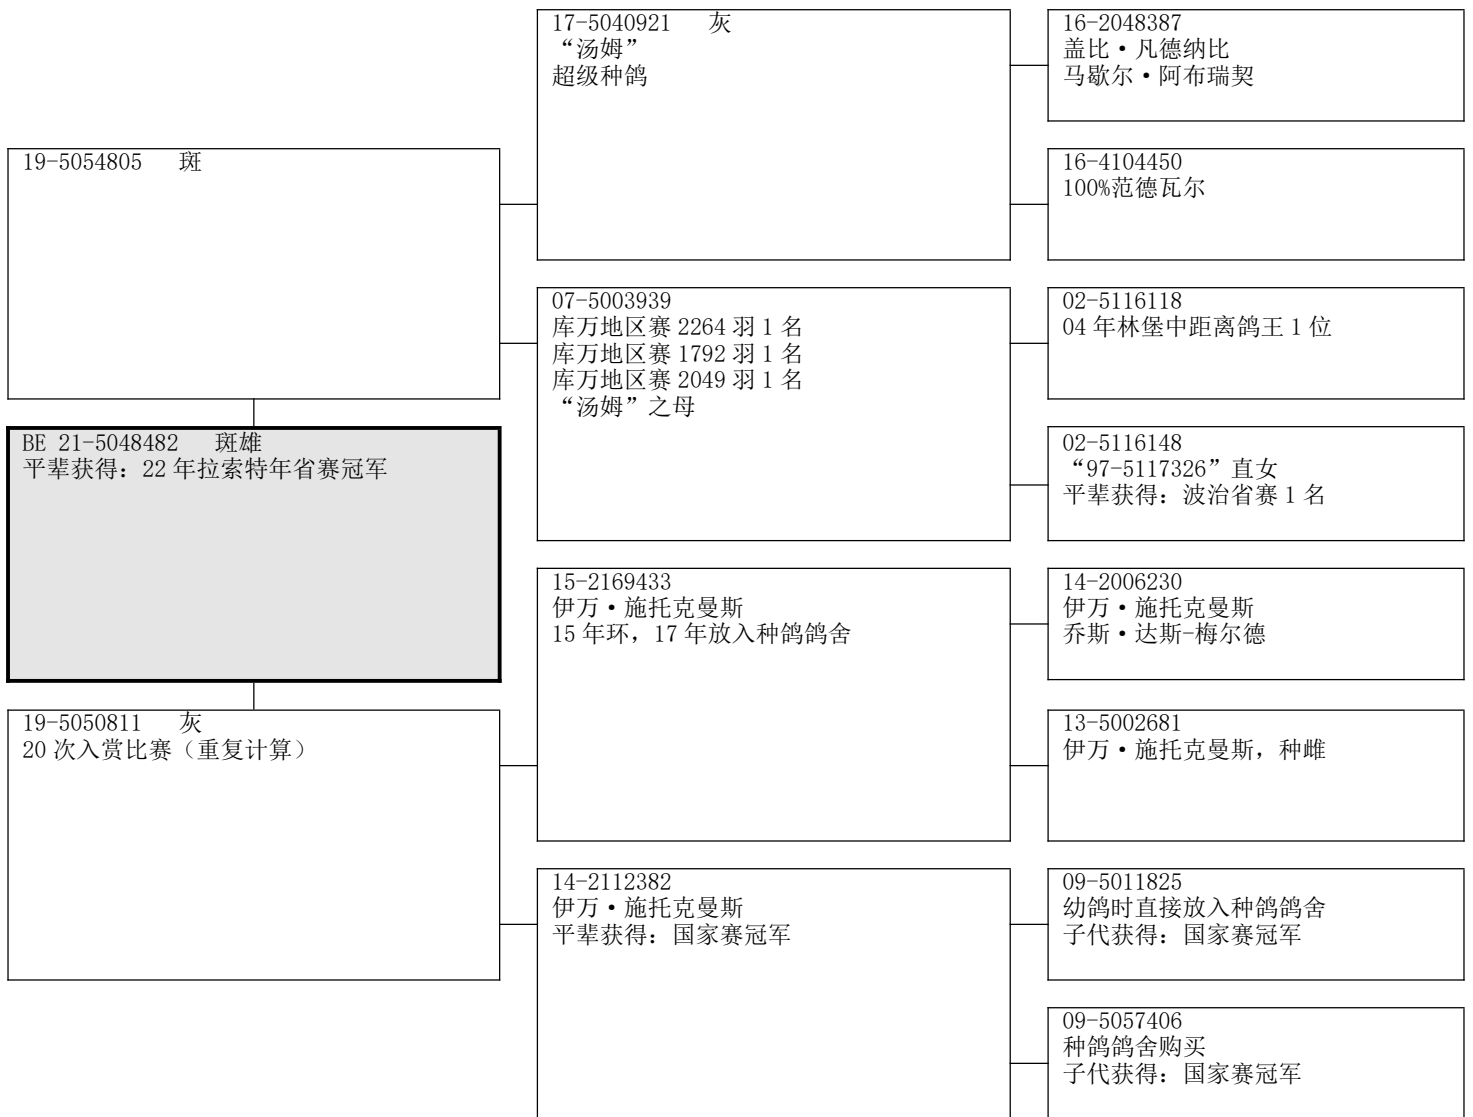 17-5040921 灰
“汤姆”
超级种鸽
16-2048387
盖比·凡德纳比
马歇尔·阿布瑞契
19-5054805 斑
16-4104450
100%范德瓦尔
07-5003939
库万地区赛 2264 羽 1 名
库万地区赛 1792 羽 1 名
库万地区赛 2049 羽 1 名
“汤姆”之母
02-5116118
04 年林堡中距离鸽王 1 位
BE 21-5048482 斑雄
平辈获得：22 年拉索特年省赛冠军
02-5116148
“97-5117326”直女
平辈获得：波治省赛 1 名
15-2169433
伊万·施托克曼斯
15 年环，17 年放入种鸽鸽舍
14-2006230
伊万·施托克曼斯
乔斯·达斯-梅尔德
19-5050811 灰
20 次入赏比赛（重复计算）
13-5002681
伊万·施托克曼斯，种雌
14-2112382
伊万·施托克曼斯
平辈获得：国家赛冠军
09-5011825
幼鸽时直接放入种鸽鸽舍
子代获得：国家赛冠军
09-5057406
种鸽鸽舍购买
子代获得：国家赛冠军